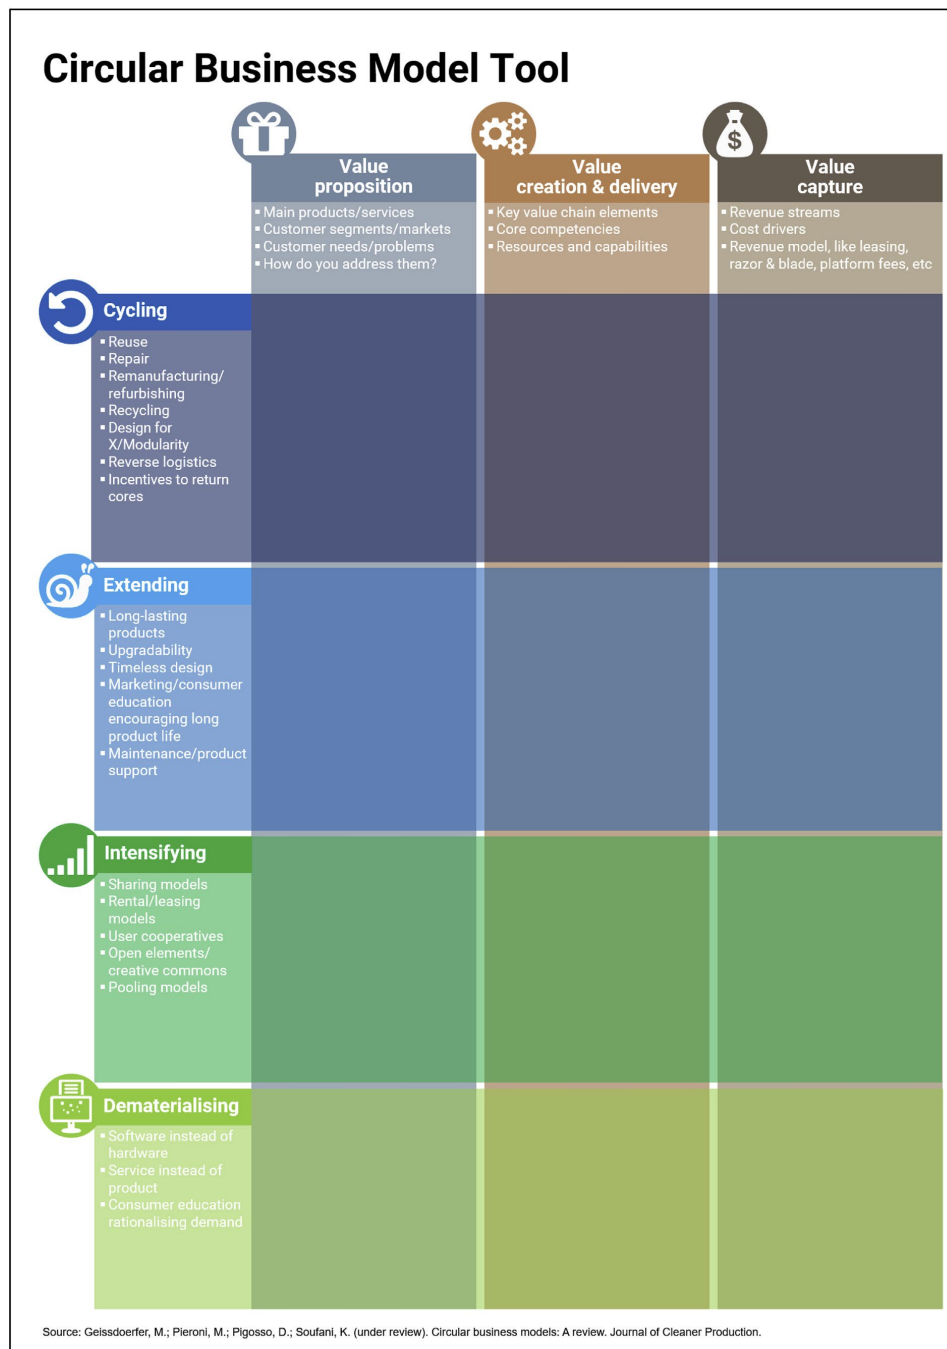 Circular Business Model Tool
$
Value
proposition
▪ Main products/services
▪ Customer segments/markets
▪ Customer needs/problems
▪ How do you address them?
Value
creation & delivery
▪ Key value chain elements
▪ Core competencies
▪ Resources and capabilities
Value
capture
▪ Revenue streams
▪ Cost drivers
▪ Revenue model, like leasing,
razor & blade, platform fees, etc
Cycling
▪ Reuse
▪ Repair
▪ Remanufacturing/
refurbishing
▪ Recycling
▪ Design for
X/Modularity
▪ Reverse logistics
▪ Incentives to return
cores
Extending
▪ Long-lasting
products
▪ Upgradability
▪ Timeless design
▪ Marketing/consumer
education
encouraging long
product life
▪ Maintenance/product
support
Intensifying
▪ Sharing models
▪ Rental/leasing
models
▪ User cooperatives
▪ Open elements/
creative commons
▪ Pooling models
Dematerialising
▪ Software instead of
hardware
▪ Service instead of
product
▪ Consumer education
rationalising demand
Source: Geissdoerfer, M.; Pieroni, M.; Pigosso, D.; Soufani, K. (under review). Circular business models: A review. Journal of Cleaner Production.